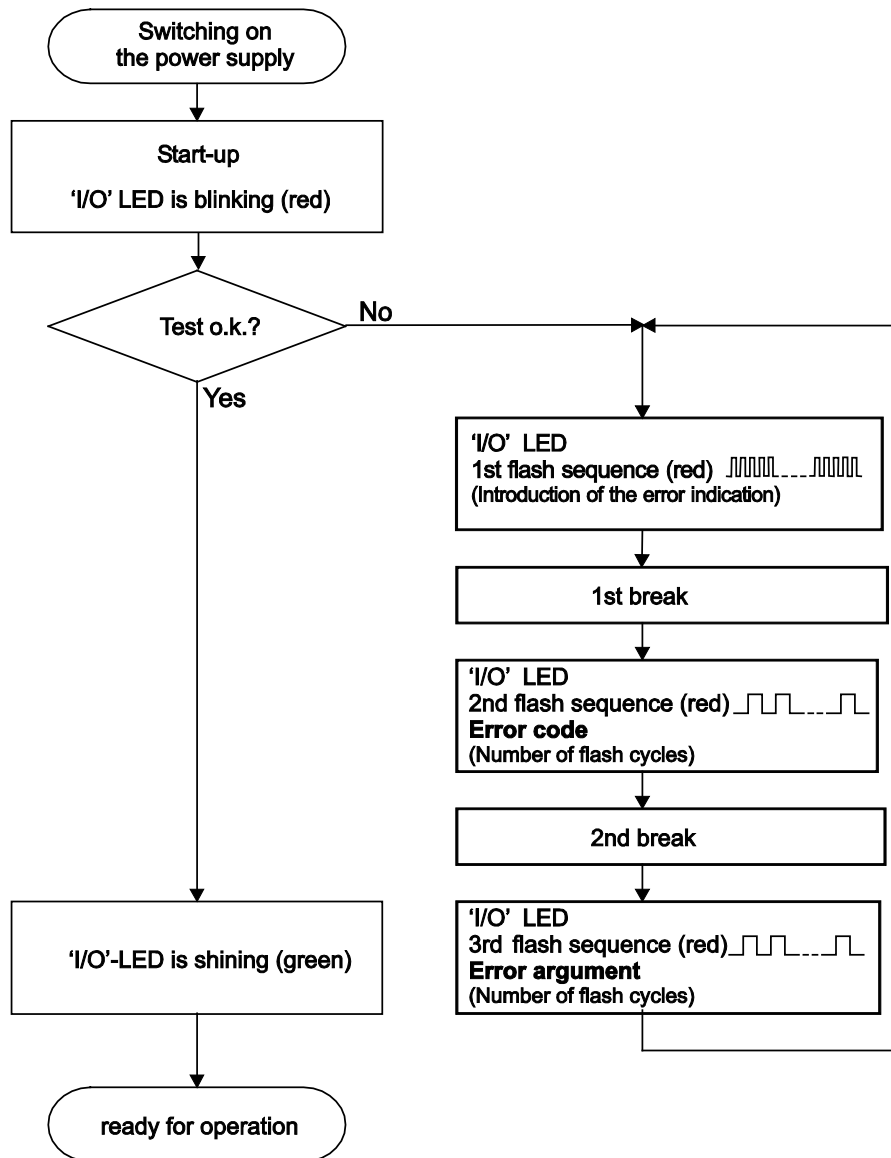 Switching on
the power supply
Start-up
‘I/O’ LED is blinking (red)
Test o.k.?
No
Yes
‘I/O’ LED
1st flash sequence (red)
(Introduction of the error indication)
1st break
‘I/O’ LED
2nd flash sequence (red)
Error code
(Number of flash cycles)
2nd break
‘I/O’ LED
3rd flash sequence (red)
Error argument
(Number of flash cycles)
‘I/O’-LED is shining (green)
ready for operation